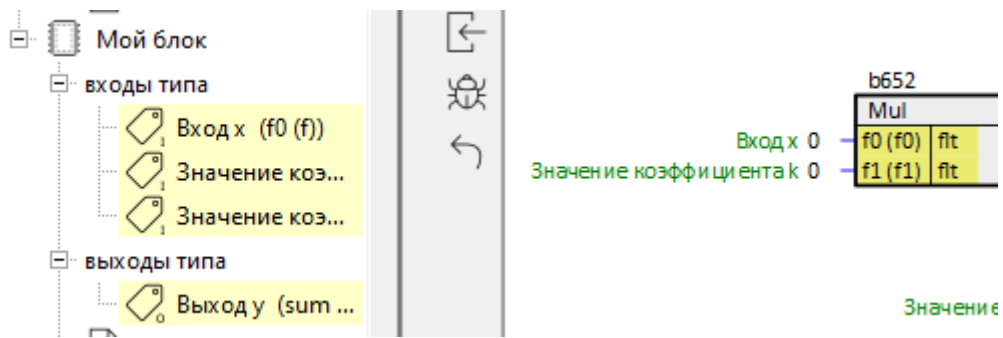 Мой блок
входы типа
Вход x (f0 (f))
Значение коэ...
Значение коэ...
выходы типа
Выход y (sum ...
b652
Mul
Вход x 0 f0 (f0) flt
Значение коэффициента k 0 f1 (f1) flt
Значение